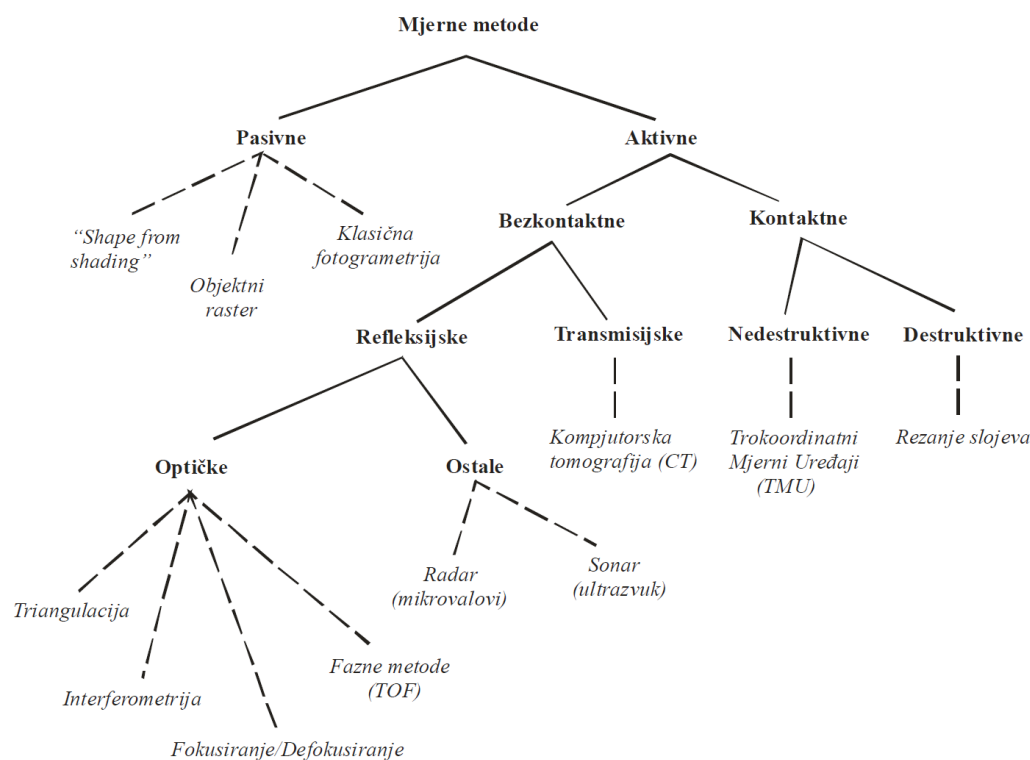 Mjerne metode
Pasivne
Aktivne
“Shape from
shading”
Objektni
raster
Klasična
fotogrametrija
Bezkontaktne
Kontaktne
Refleksijske
Transmisijske
Nedestruktivne
Destruktivne
Kompjutorska
tomografija (CT)
Trokoordinatni
Mjerni Uređaji
(TMU)
Rezanje slojeva
Optičke
Ostale
Radar
(mikrovalovi)
Sonar
(ultrazvuk)
Triangulacija
Interferometrija
Fokusiranje/Defokusiranje
Fazne metode
(TOF)